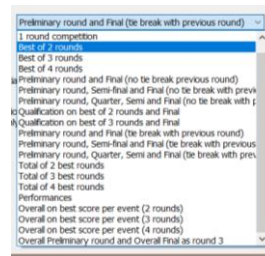 Preliminary round and Final (tie break with previous round)
1 round competition
Best of 2 rounds
Best of 3 rounds
Best of 4 rounds
Preliminary round and Final (no tie break previous round)
Preliminary round, Semi-final and Final (no tie break with previ
Preliminary round, Quarter, Semi and Final (no tie break with p
Qualification on best of 2 rounds and Final
Qualification on best of 3 rounds and Final
Preliminary round and Final (tie break with previous round)
Preliminary round, Semi-final and Final (tie break with previous
Preliminary round, Quarter, Semi and Final (tie break with prev
Total of 2 best rounds
Total of 3 best rounds
Total of 4 best rounds
Performances
Overall on best score per event (2 rounds)
Overall on best score per event (3 rounds)
Overall on best score per event (4 rounds)
Overall Preliminary round and Overall Final as round 3